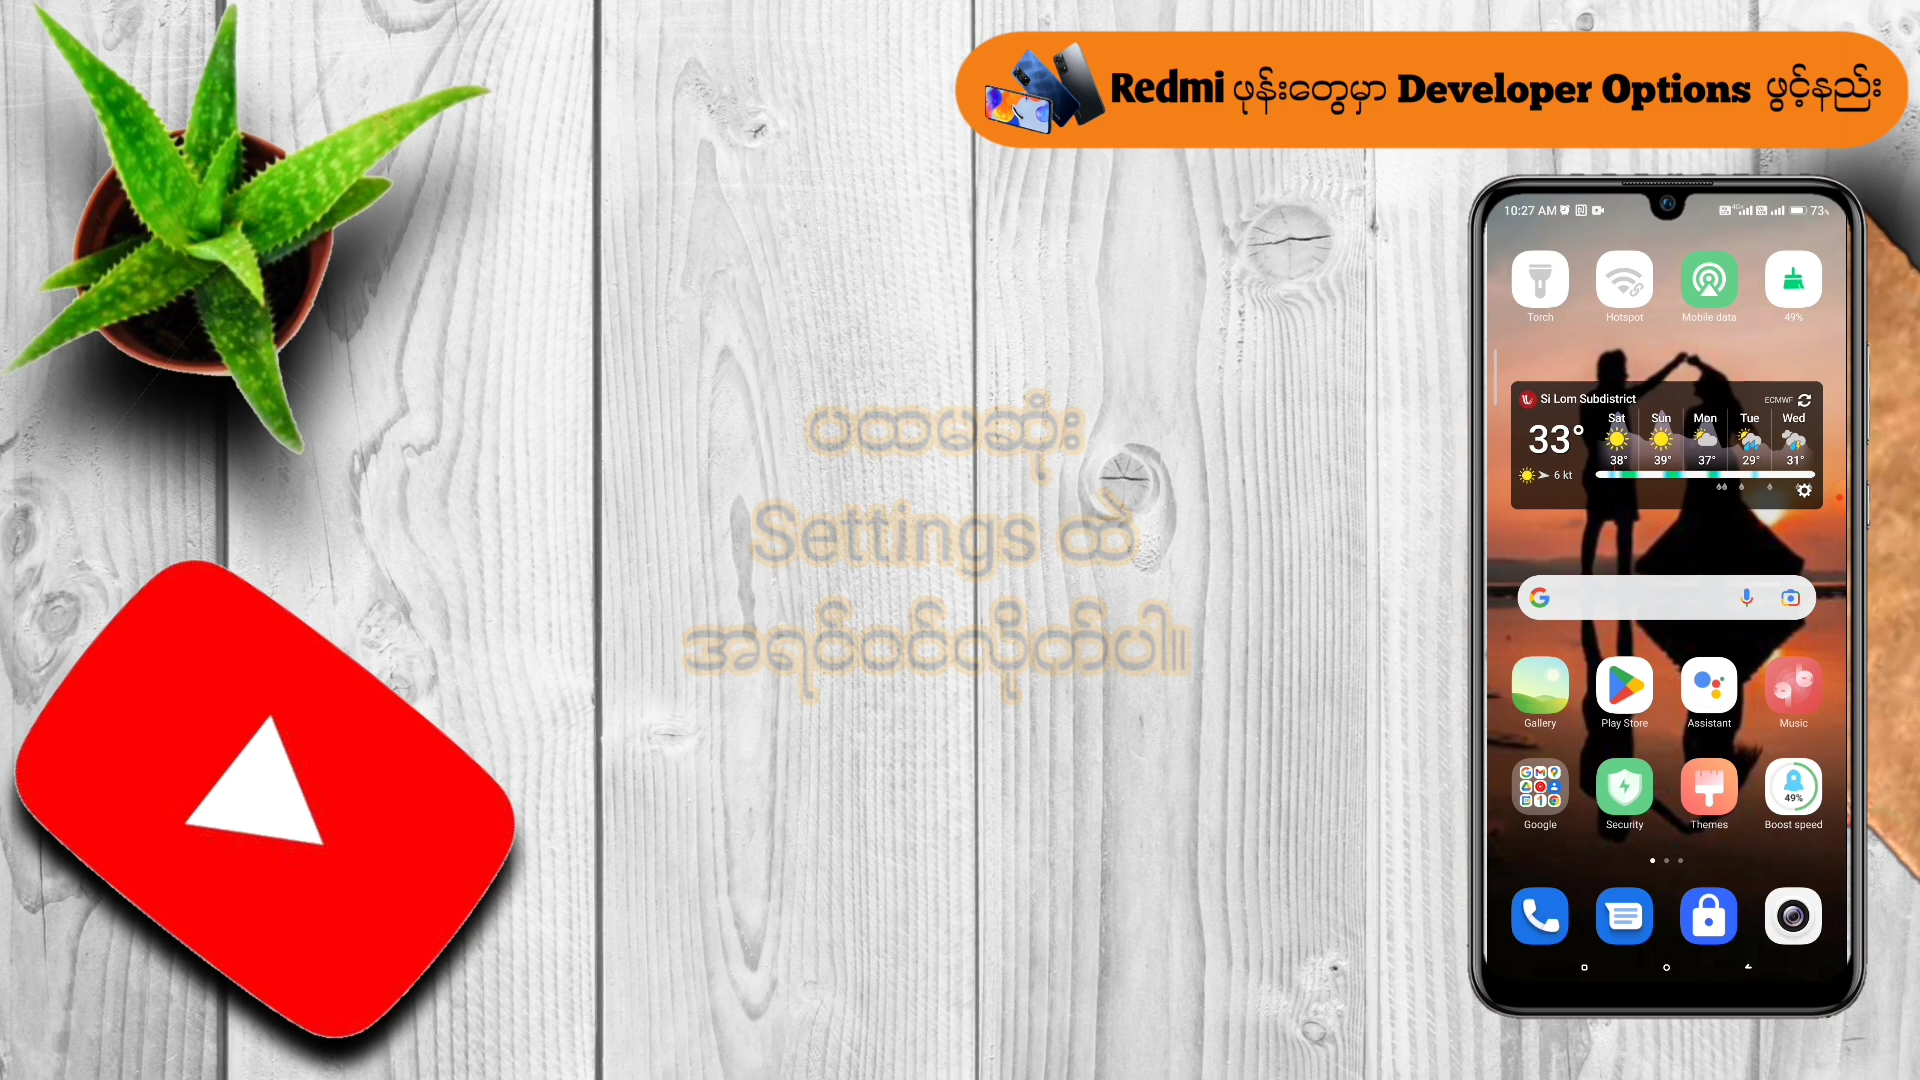 Redmi ဖုန်းတွေမှာ Developer Options ဖွင့်နည်း
ပထမဆုံး
Settings ထဲ
အရင်ဝင်လိုက်ပါ။
10:27 AM
73%
Torch
Hotspot
Mobile data
49%
Si Lom Subdistrict
ECMWF
33°
Sat Sun Mon Tue Wed
38° 39° 37° 29° 31°
6 kt
Gallery
Play Store
Assistant
Music
Google
Security
Themes
49%
Boost speed